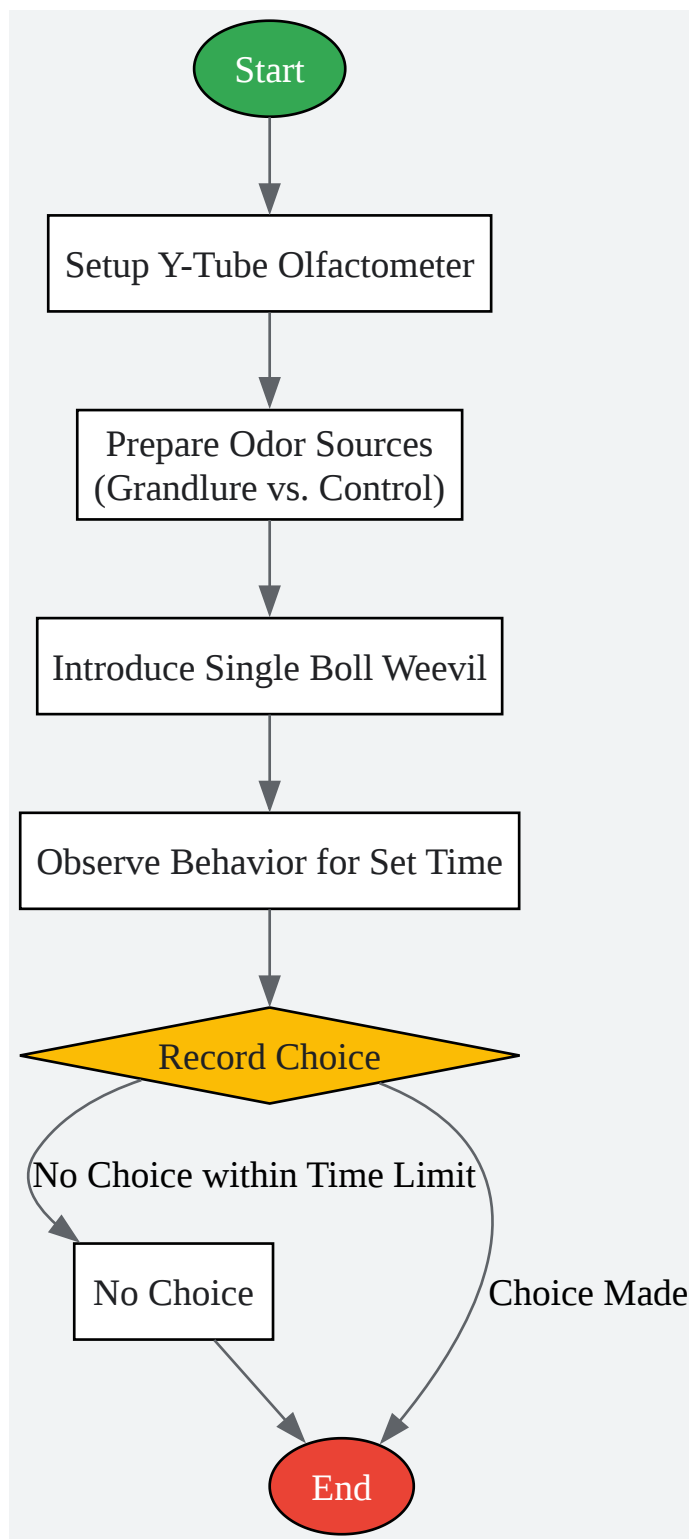 Start
Setup Y-Tube Olfactometer
Prepare Odor Sources
(Grandlure vs. Control)
Introduce Single Boll Weevil
Observe Behavior for Set Time
Record Choice
No Choice within Time Limit
No Choice
Choice Made
End